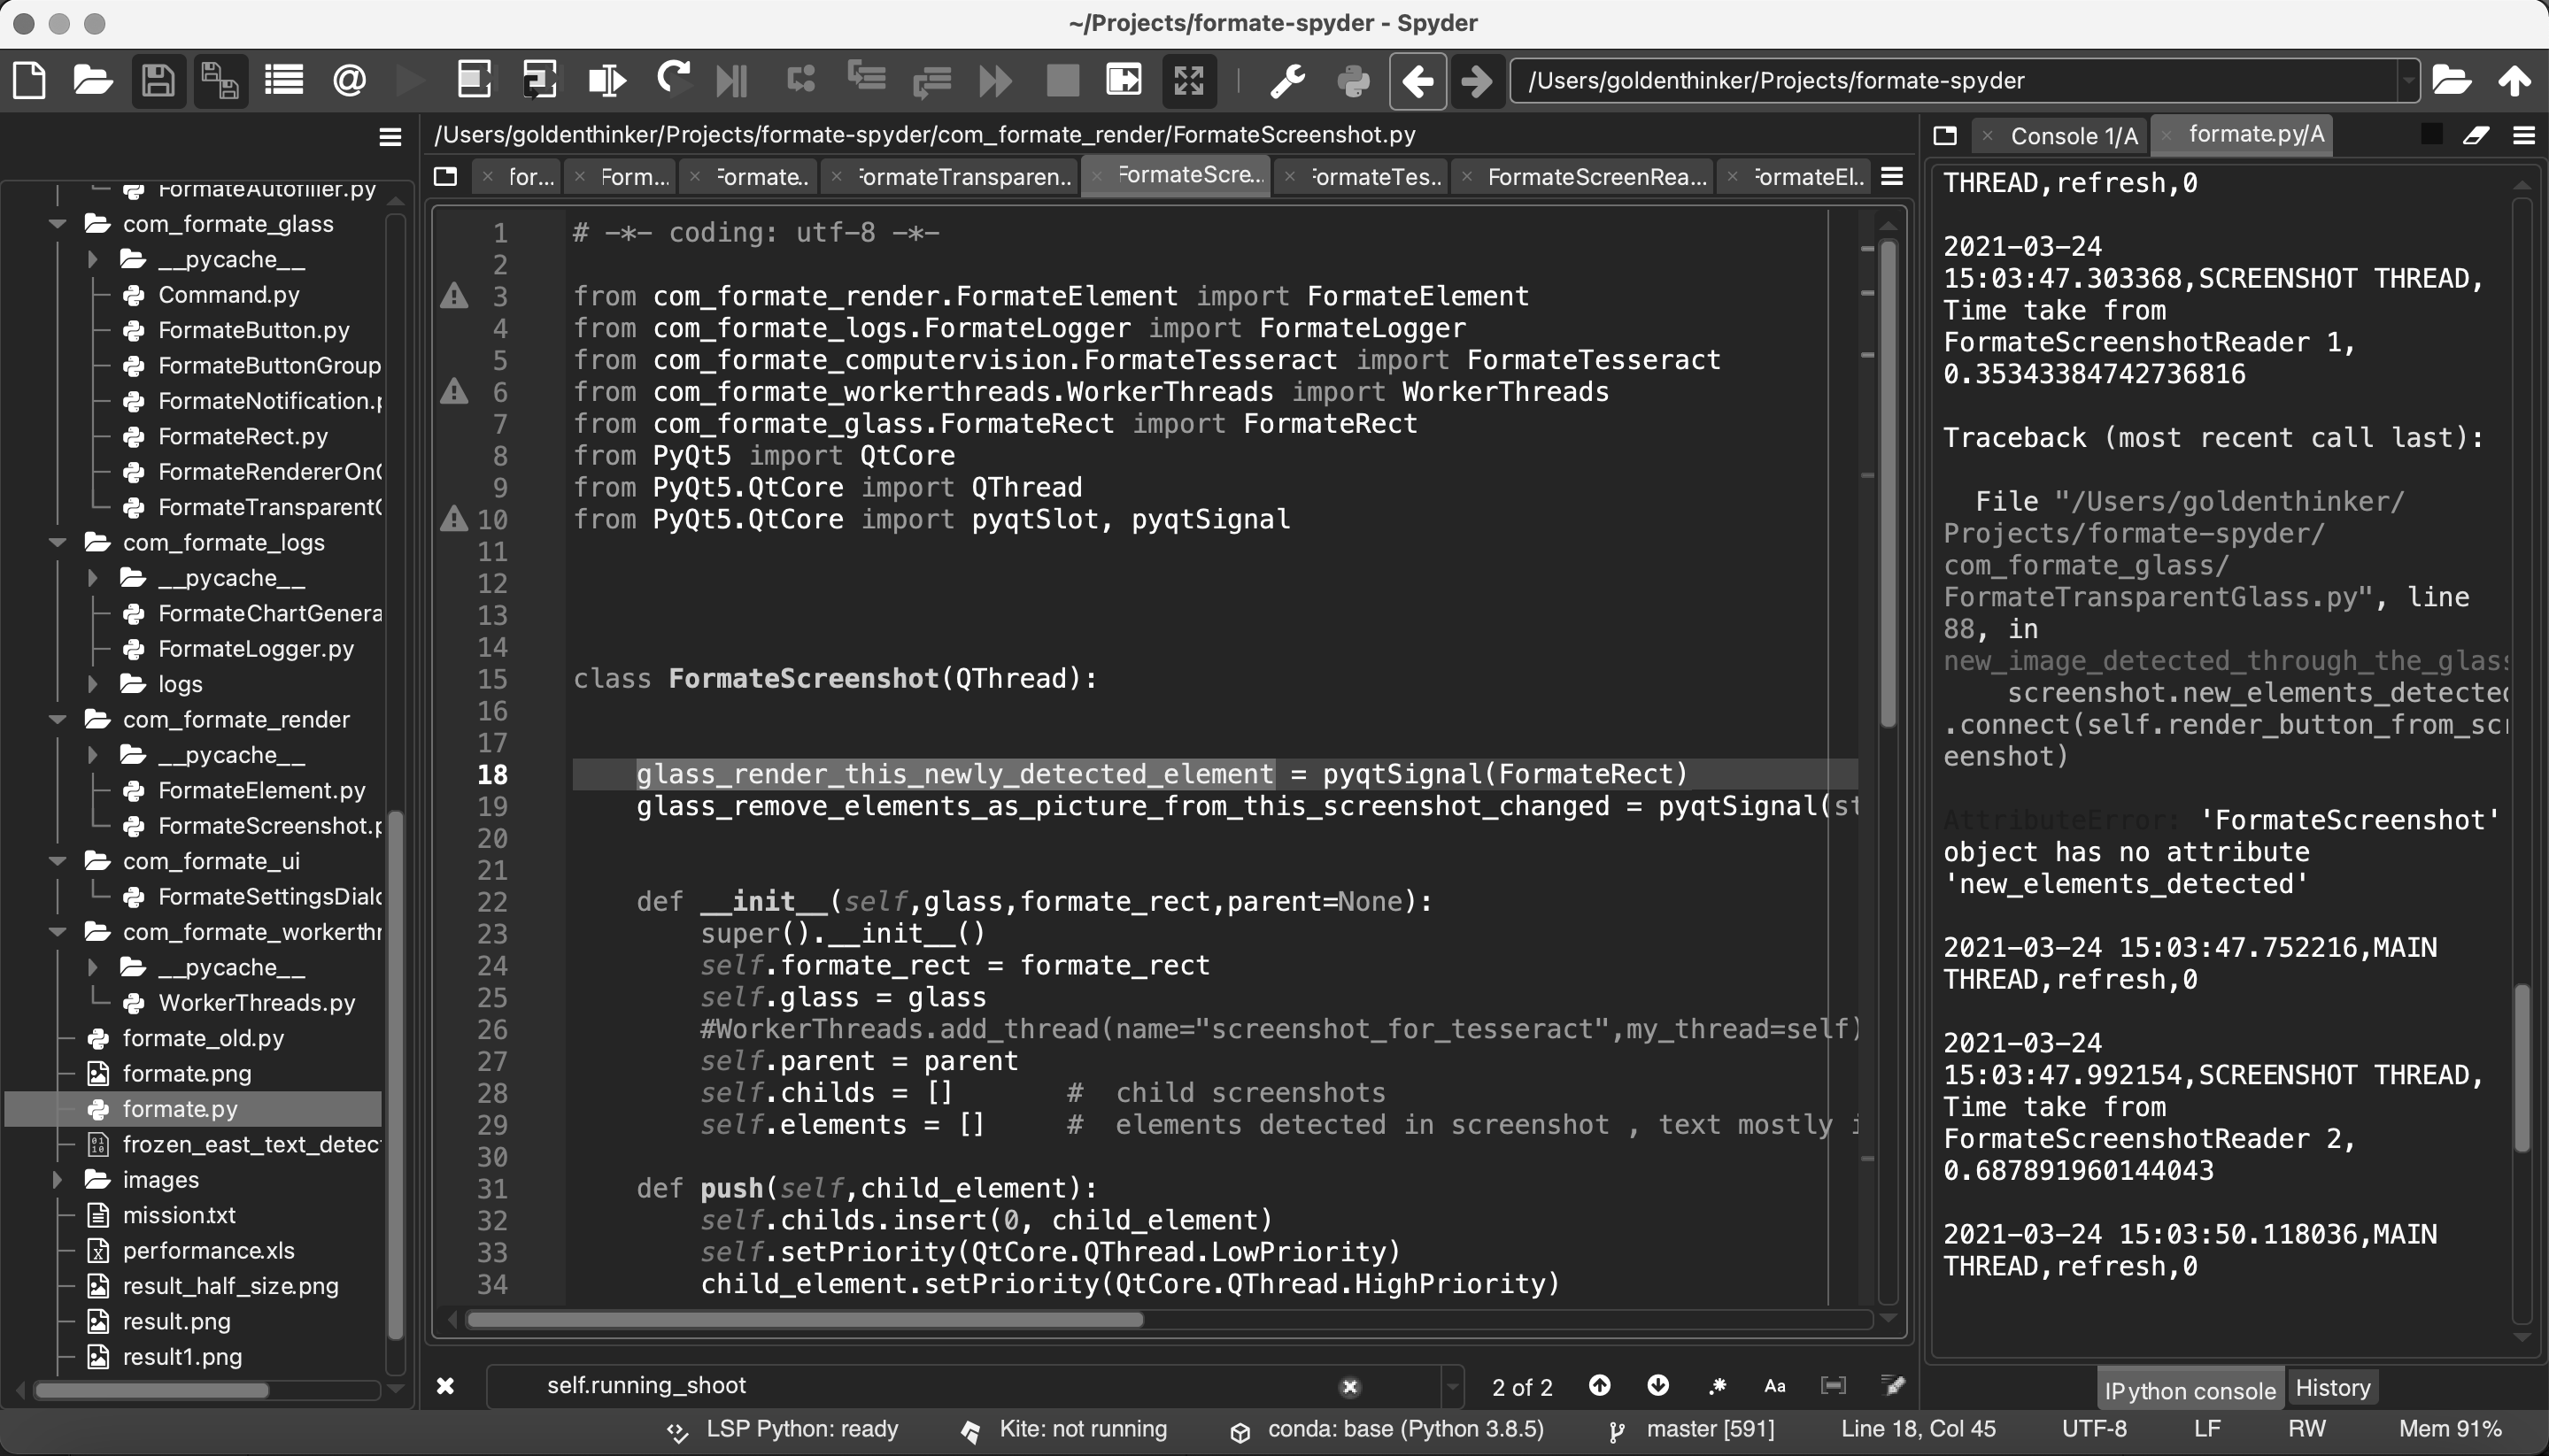 ~/Projects/formate-spyder - Spyder
/Users/goldenthinker/Projects/formate-spyder
FormateAutofiller.py
com_formate_glass
__pycache__
Command.py
FormateButton.py
FormateButtonGroup
FormateNotification.p
FormateRect.py
FormateRendererOn
FormateTransparent
com_formate_logs
__pycache__
FormateChartGenera
FormateLogger.py
logs
com_formate_render
__pycache__
FormateElement.py
FormateScreenshot.p
com_formate_ui
FormateSettingsDialo
com_formate_workerthr
__pycache__
WorkerThreads.py
formate_old.py
formate.png
formate.py
frozen_east_text_detec
images
mission.txt
performance.xls
result_half_size.png
result.png
result1.png
/Users/goldenthinker/Projects/formate-spyder/com_formate_render/FormateScreenshot.py
for... Form... Formate.. FormateTransparen.. FormateScre... FormateTes.. FormateScreenRea... FormateEl..
1 # -*- coding: utf-8 -*-
2
3 from com_formate_render.FormateElement import FormateElement
4 from com_formate_logs.FormateLogger import FormateLogger
5 from com_formate_computervision.FormateTesseract import FormateTesseract
6 from com_formate_workerthreads.WorkerThreads import WorkerThreads
7 from com_formate_glass.FormateRect import FormateRect
8 from PyQt5 import QtCore
9 from PyQt5.QtCore import QThread
10 from PyQt5.QtCore import pyqtSlot, pyqtSignal
11
12
13
14
15 class FormateScreenshot(QThread):
16
17
18 glass_render_this_newly_detected_element = pyqtSignal(FormateRect)
19 glass_remove_elements_as_picture_from_this_screenshot_changed = pyqtSignal(st
20
21
22 def __init__(self,glass,formate_rect,parent=None):
23 super().__init__()
24 self.formate_rect = formate_rect
25 self.glass = glass
26 #WorkerThreads.add_thread(name="screenshot_for_tesseract",my_thread=self)
27 self.parent = parent
28 self.childs = [] # child screenshots
29 self.elements = [] # elements detected in screenshot , text mostly i
30
31 def push(self,child_element):
32 self.childs.insert(0, child_element)
33 self.setPriority(QtCore.QThread.LowPriority)
34 child_element.setPriority(QtCore.QThread.HighPriority)
self.running_shoot 2 of 2 .* Aa
Console 1/A formate.py/A
THREAD,refresh,0
2021-03-24
15:03:47.303368,SCREENSHOT THREAD,
Time take from
FormateScreenshotReader 1,
0.35343384742736816
Traceback (most recent call last):
File "/Users/goldenthinker/
Projects/formate-spyder/
com_formate_glass/
FormateTransparentGlass.py", line
88, in
new_image_detected_through_the_glass
screenshot.new_elements_detected
.connect(self.render_button_from_scr
eenshot)
AttributeError: 'FormateScreenshot'
object has no attribute
'new_elements_detected'
2021-03-24 15:03:47.752216,MAIN
THREAD,refresh,0
2021-03-24
15:03:47.992154,SCREENSHOT THREAD,
Time take from
FormateScreenshotReader 2,
0.687891960144043
2021-03-24 15:03:50.118036,MAIN
THREAD,refresh,0
IPython console History
LSP Python: ready Kite: not running conda: base (Python 3.8.5) master [591] Line 18, Col 45 UTF-8 LF RW Mem 91%